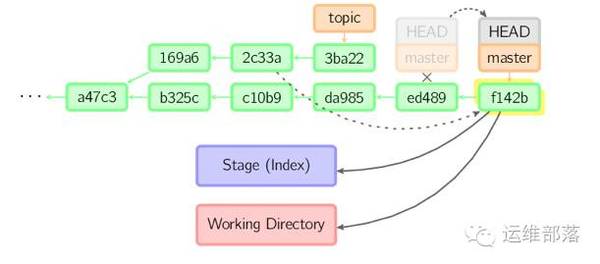 topic
HEAD
HEAD
169a6
2c33a
3ba22
master
master
···
a47c3
b325c
c10b9
da985
ed489
f142b
Stage (Index)
Working Directory
运维部落